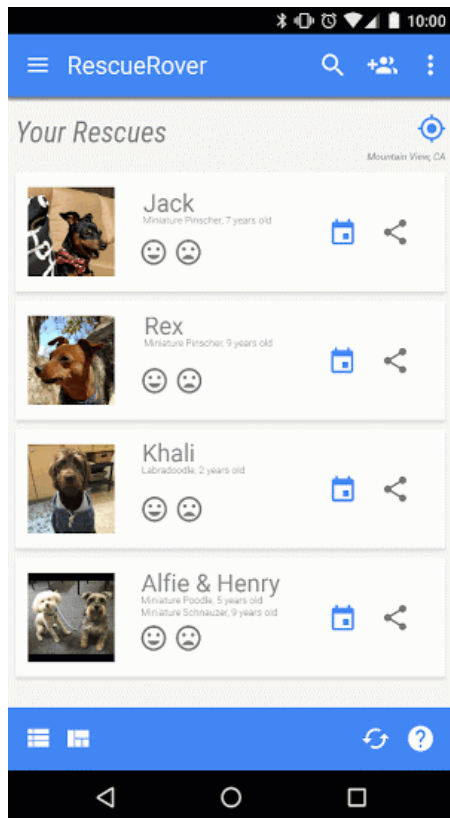 10:00
RescueRover
Your Rescues
Mountain View, CA
Jack
Miniature Pinscher, 7 years old
Rex
Miniature Pinscher, 9 years old
Khali
Labradoodle, 2 years old
Alfie & Henry
Miniature Poodle, 5 years old
Miniature Schnauzer, 9 years old